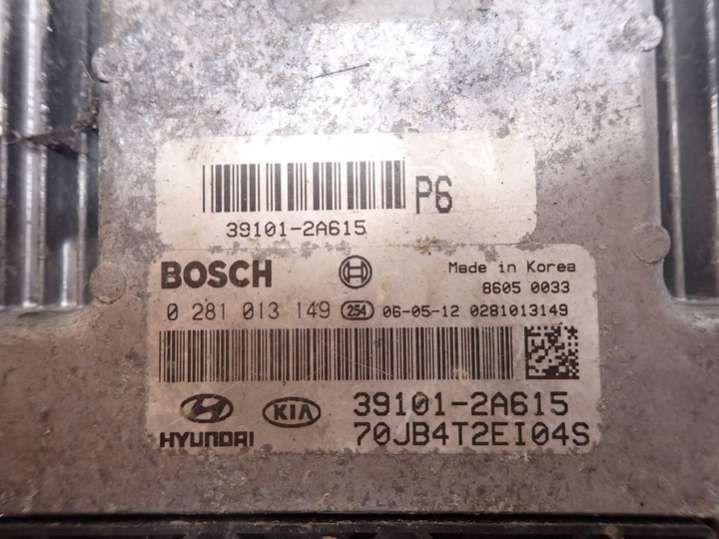 P6
39101-2A615
BOSCH Made in Korea
8605 0033
0 281 013 149 254 06-05-12 0281013149
HYUNDAI KIA 39101-2A615
70JB4T2EI04S